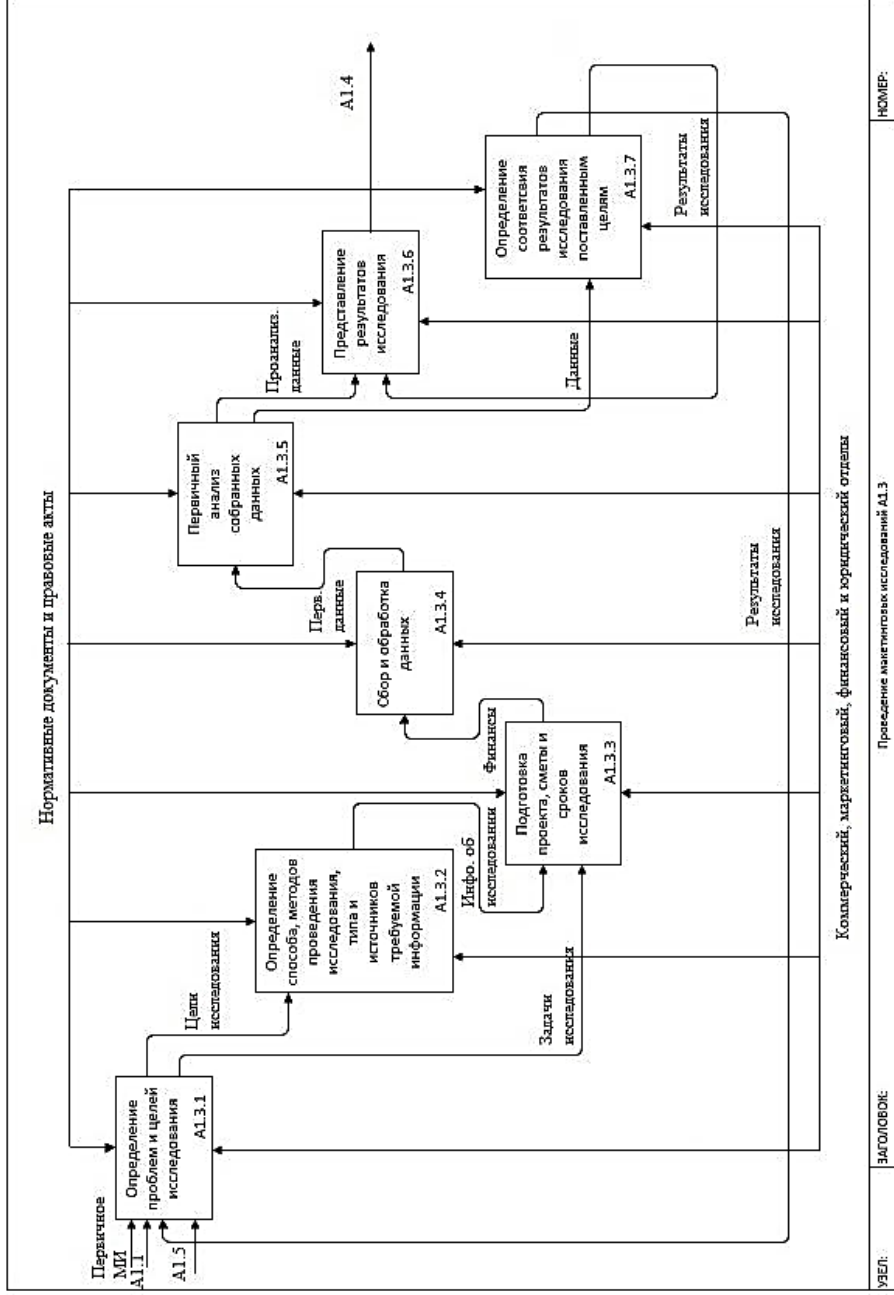 Нормативные документы и правовые акты
Первичное
МИ
А1.1
А1.5
Определение
проблем и целей
исследования
А1.3.1
Цели
исследования
Задачи
исследования
Определение
способа, методов
проведения
исследования,
типа и
источников
требуемой
информации
А1.3.2
Инфо. об
исследовании
Подготовка
проекта, сметы и
сроков
исследования
А1.3.3
Финансы
Сбор и обработка
данных
А1.3.4
Перв.
данные
Первичный
анализ
собранных
данных
А1.3.5
Проанализ.
данные
Данные
Представление
результатов
исследования
А1.3.6
А1.4
Определение
соответсвия
результатов
исследования
поставленным
целям
А1.3.7
Результаты
исследования
Результаты
исследования
Коммерческий, маркетинговый, финансовый и юридический отделы
УЗЕЛ:
ЗАГОЛОВОК:
Проведение макетинговых исследований А1.3
НОМЕР: